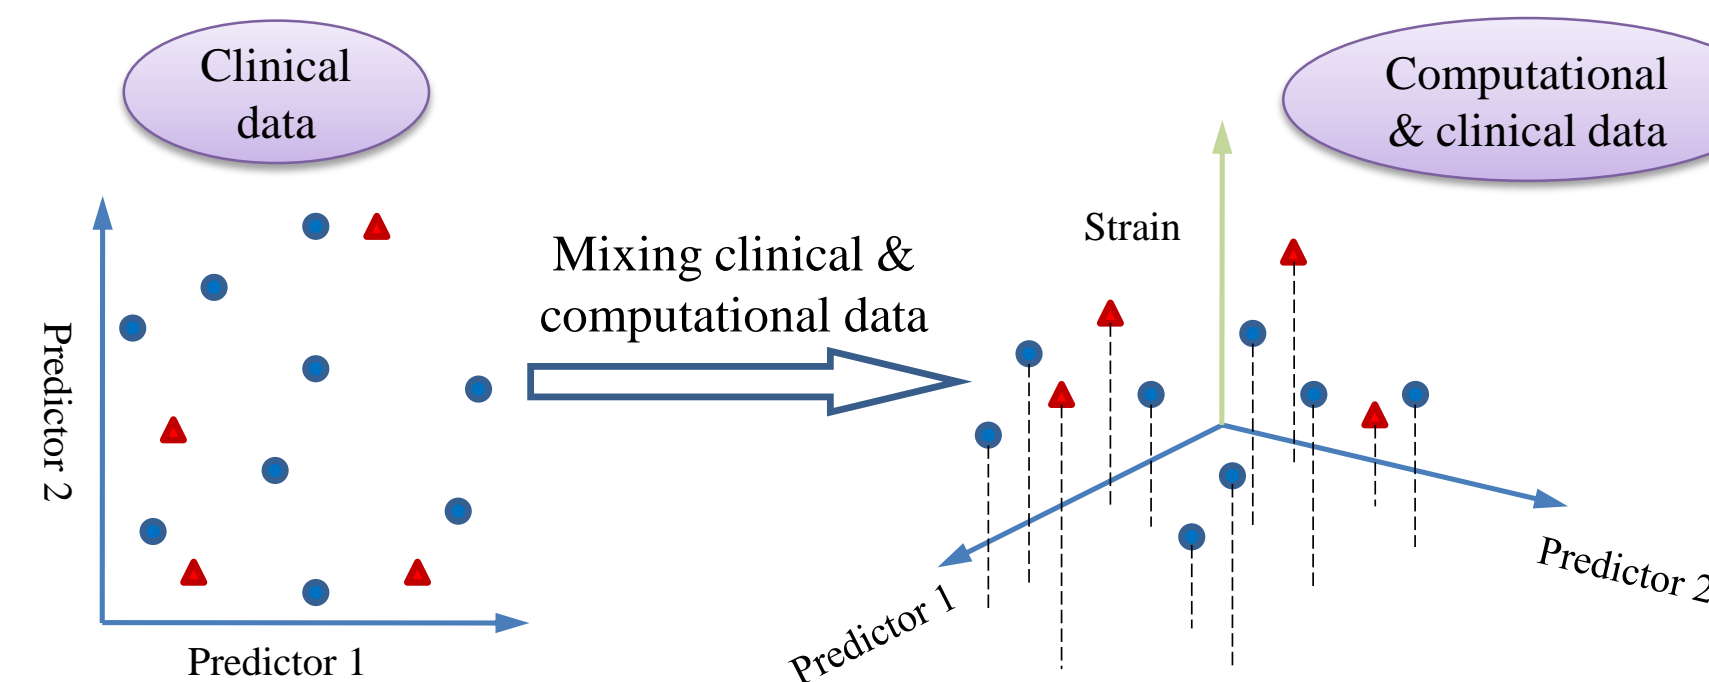 Clinical
data
Computational
& clinical data
Mixing clinical &
computational data
Strain
Predictor 2
Predictor 1
Predictor 1
Predictor 2